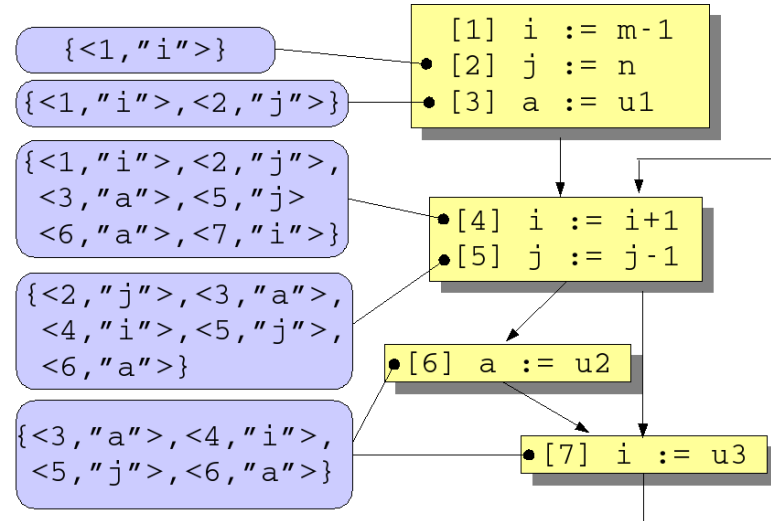 {<1,"i">}
{<1,"i">,<2,"j">}
{<1,"i">,<2,"j">,
<3,"a">,<5,"j>
<6,"a">,<7,"i">}
{<2,"j">,<3,"a">,
<4,"i">,<5,"j">,
<6,"a">}
{<3,"a">,<4,"i">,
<5,"j">,<6,"a">}
[1] i := m-1
[2] j := n
[3] a := u1
[4] i := i+1
[5] j := j-1
[6] a := u2
[7] i := u3